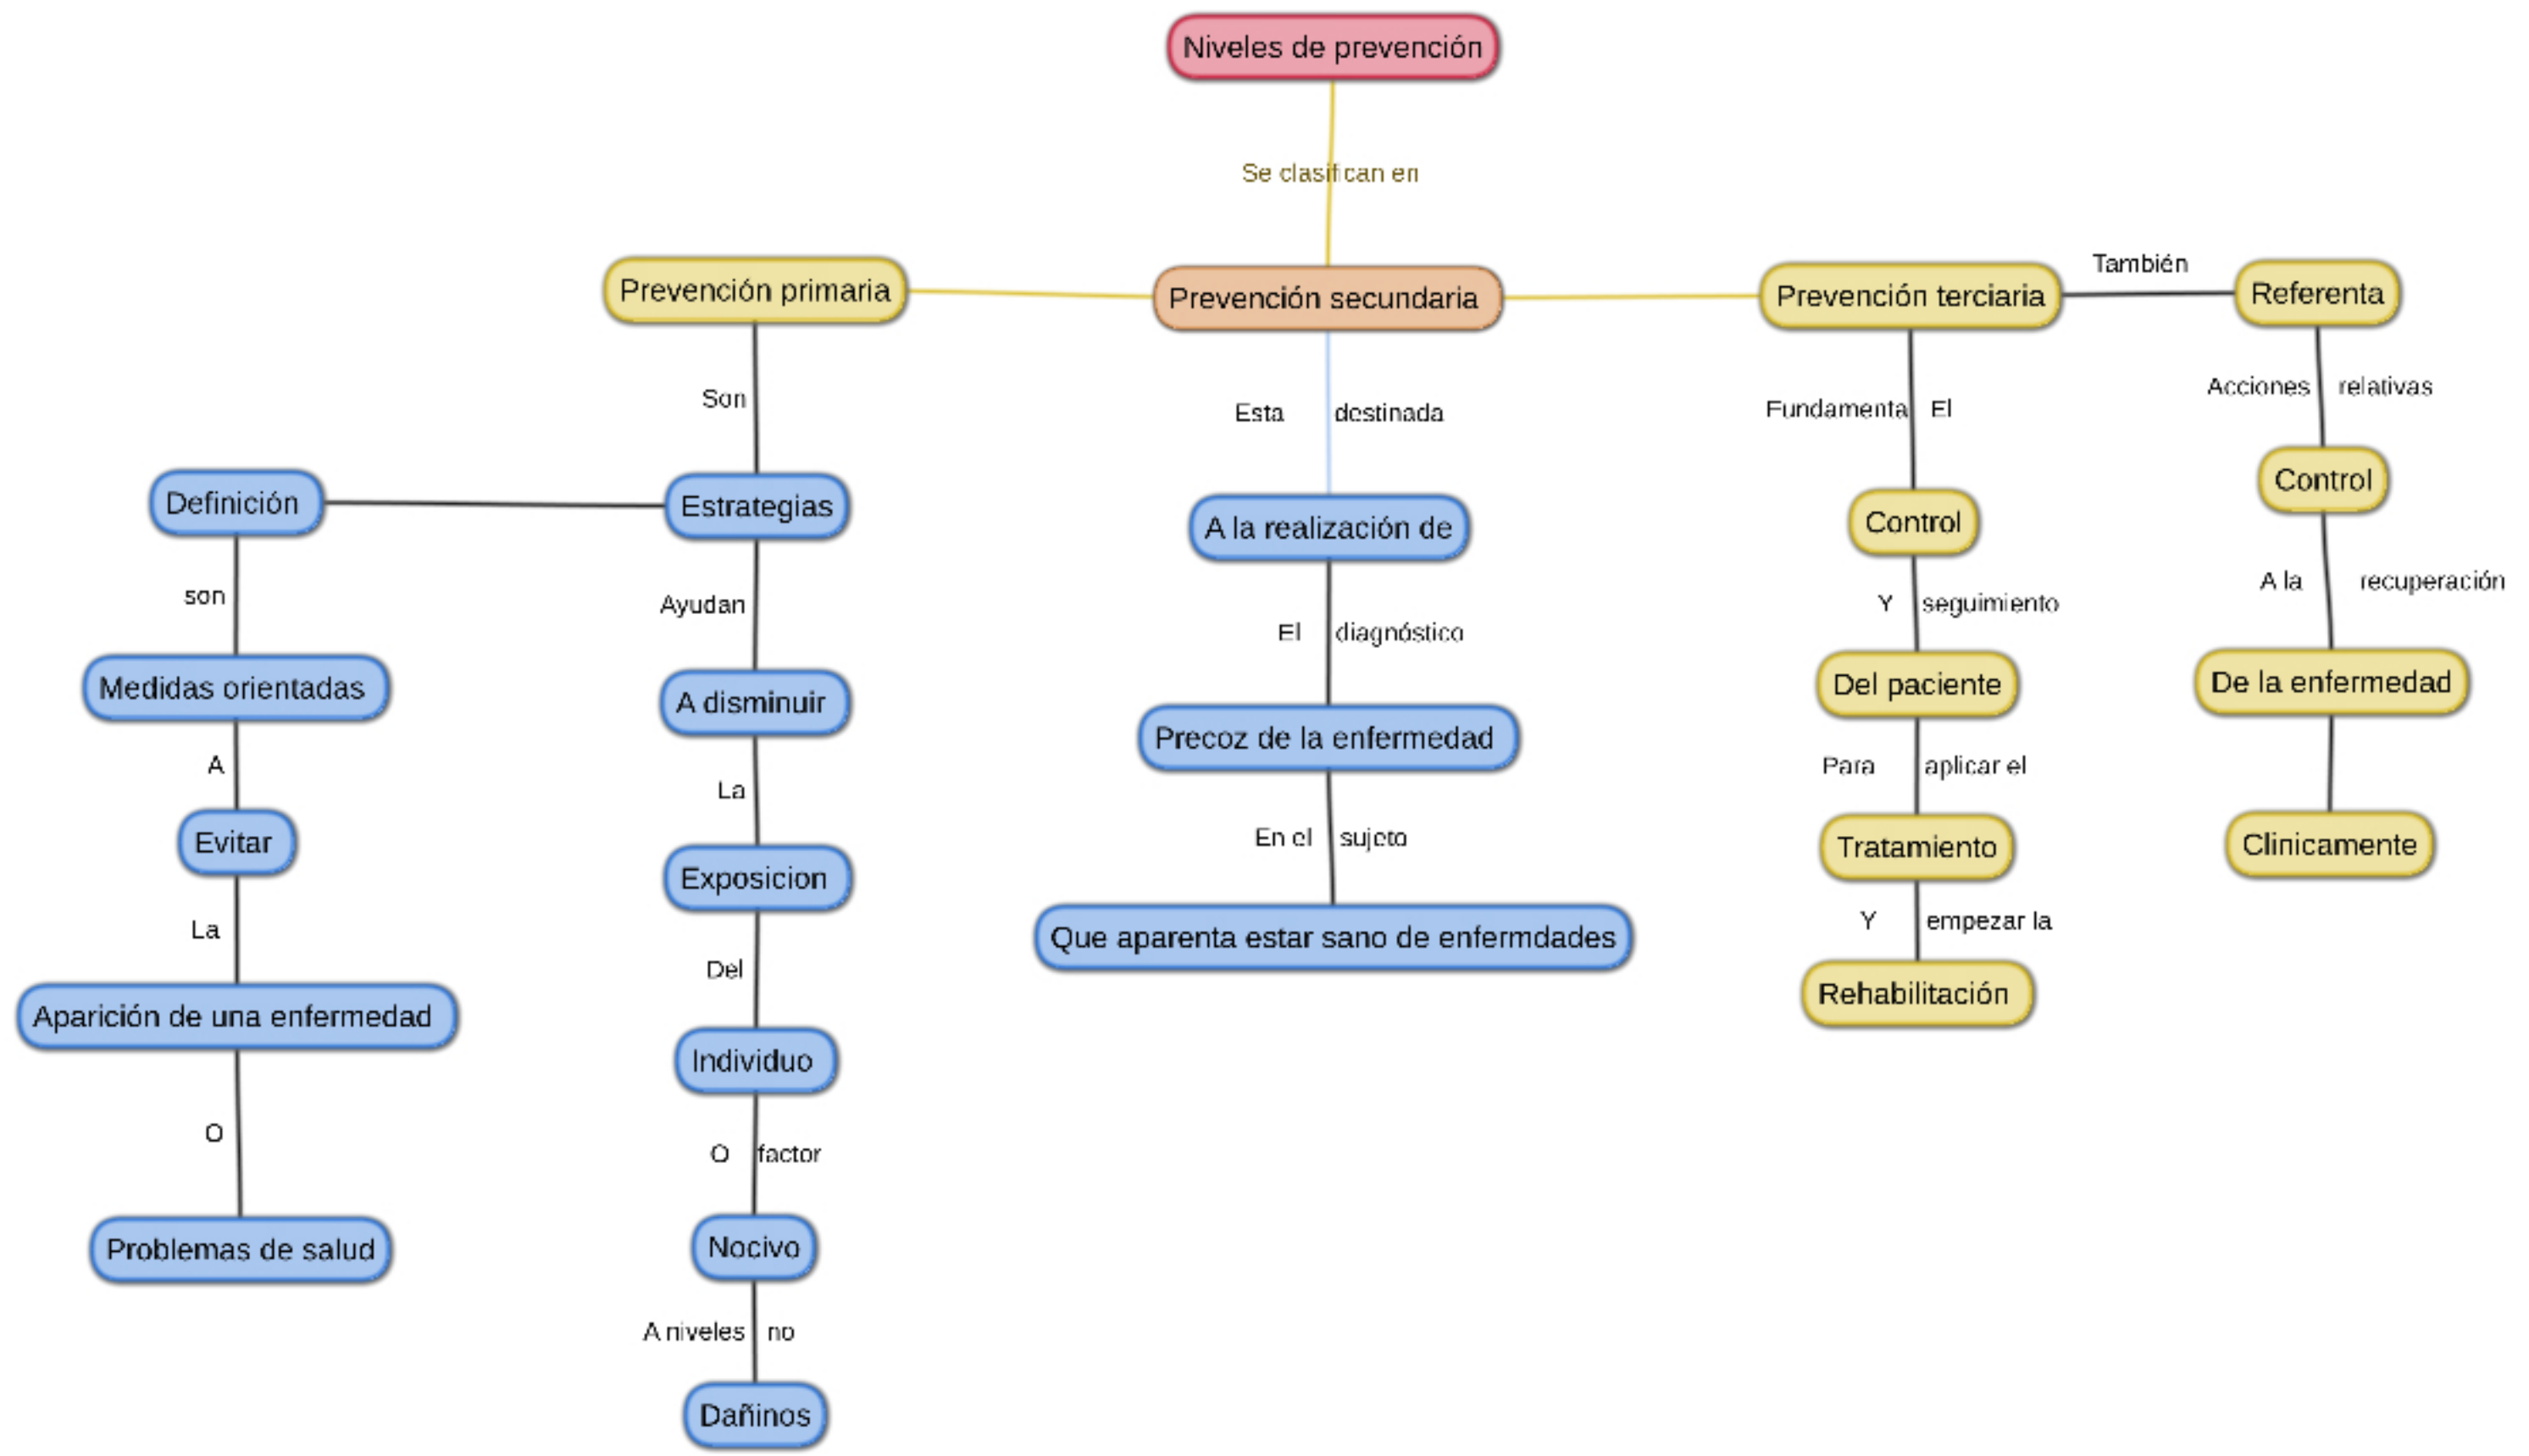 Niveles de prevención
Se clasifican en
Prevención primaria
Son
Estrategias
Definición
son
Medidas orientadas
A
Evitar
La
Aparición de una enfermedad
O
Problemas de salud
Ayudan
A disminuir
La
Exposicion
Del
Individuo
O factor
Nocivo
A niveles no
Dañinos
Prevención secundaria
Esta destinada
A la realización de
El diagnóstico
Precoz de la enfermedad
En el sujeto
Que aparenta estar sano de enfermdades
Prevención terciaria
Fundamenta El
Control
Y seguimiento
Del paciente
Para aplicar el
Tratamiento
Y empezar la
Rehabilitación
También
Referenta
Acciones relativas
Control
A la recuperación
De la enfermedad
Clinicamente